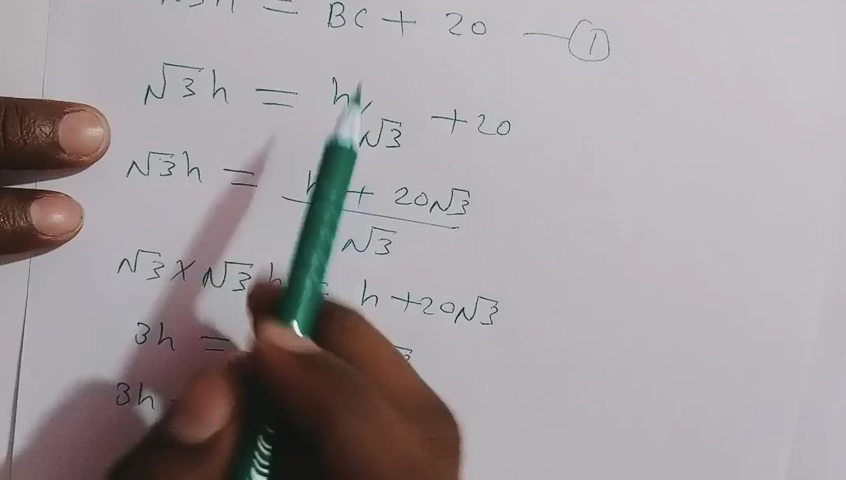 √3h = BC + 20 — ①
√3h = h/√3 + 20
√3h = h + 20√3
√3
√3 × √3 h = h + 20√3
3h =
3h